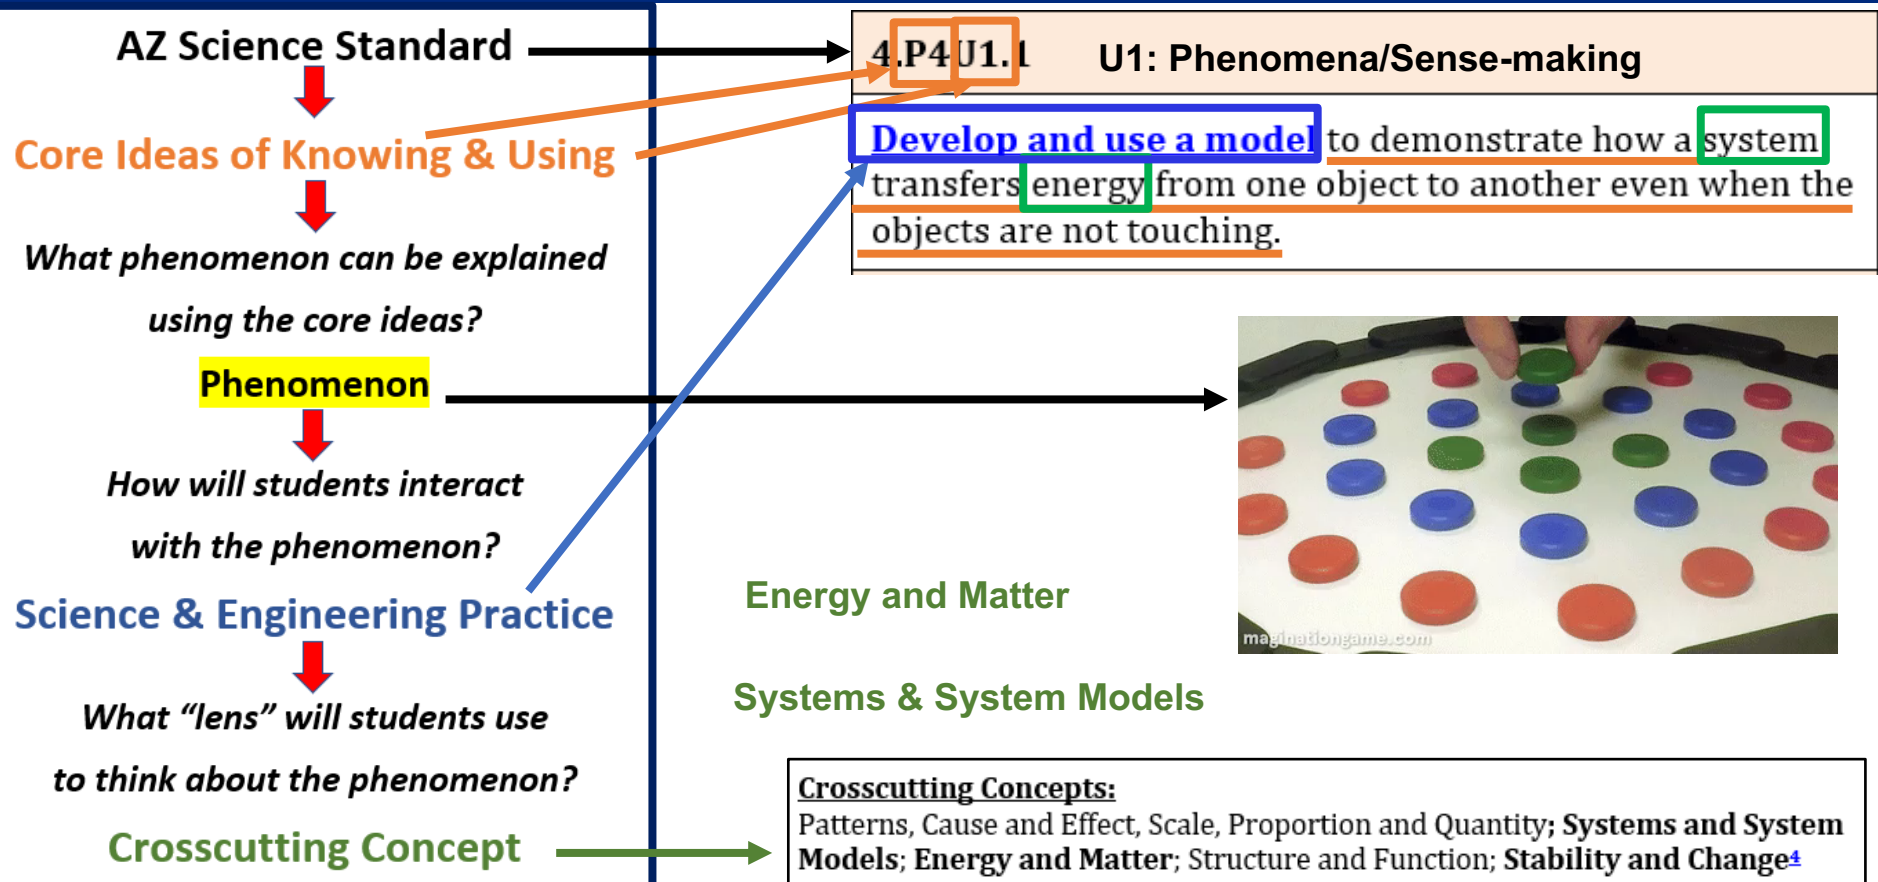 AZ Science Standard
Core Ideas of Knowing & Using
What phenomenon can be explained
using the core ideas?
Phenomenon
How will students interact
with the phenomenon?
Science & Engineering Practice
What “lens” will students use
to think about the phenomenon?
Crosscutting Concept
4.P4U1.1 U1: Phenomena/Sense-making
Develop and use a model to demonstrate how a system
transfers energy from one object to another even when the
objects are not touching.
maginationgame.com
Energy and Matter
Systems & System Models
Crosscutting Concepts:
Patterns, Cause and Effect, Scale, Proportion and Quantity; Systems and System
Models; Energy and Matter; Structure and Function; Stability and Change4